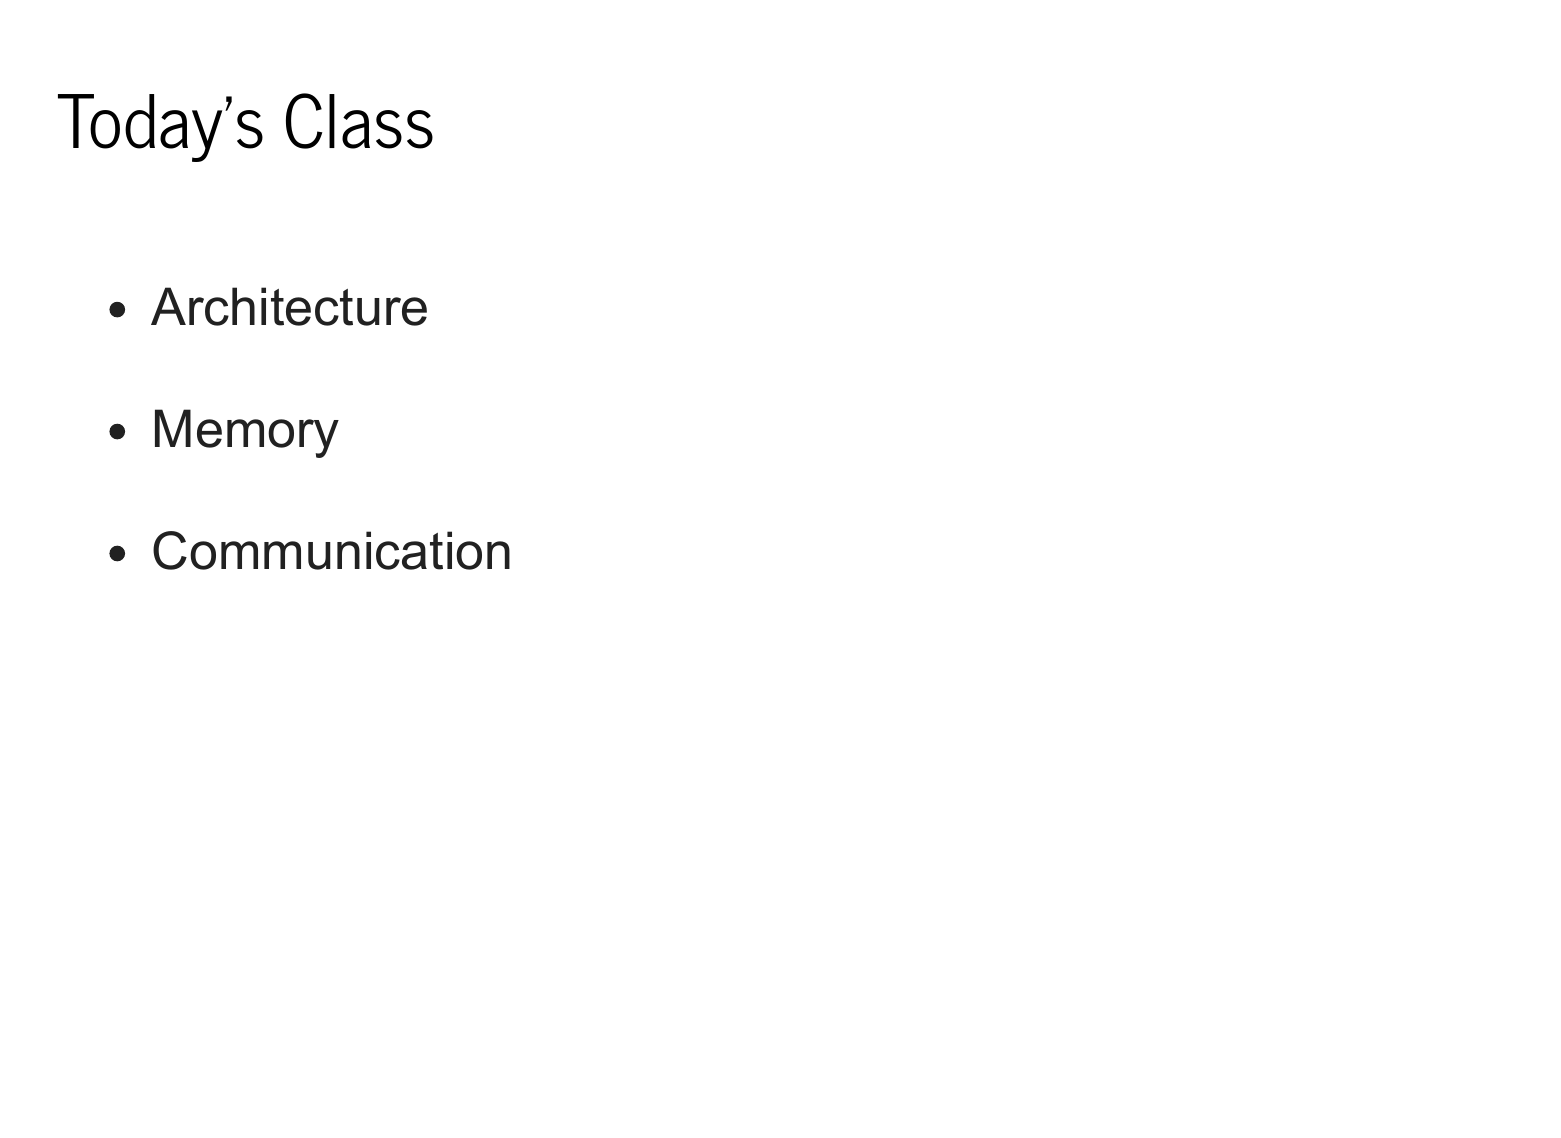 Today’s Class
• Architecture
• Memory
• Communication